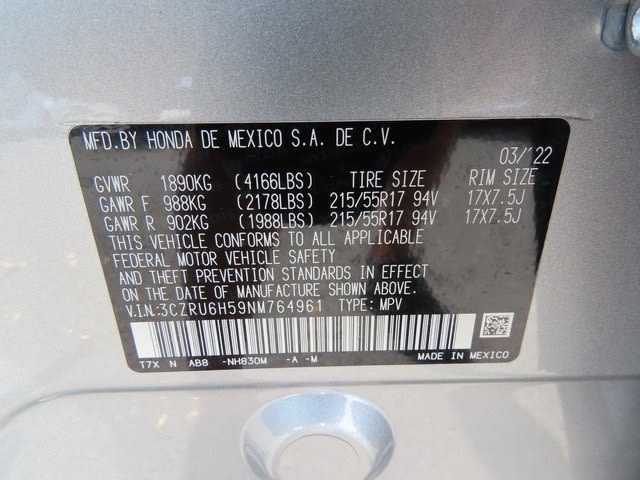 MFD.BY HONDA DE MEXICO S.A. DE C.V.
03/'22
GVWR 1890KG (4166LBS) TIRE SIZE RIM SIZE
GAWR F 988KG (2178LBS) 215/55R17 94V 17X7.5J
GAWR R 902KG (1988LBS) 215/55R17 94V 17X7.5J
THIS VEHICLE CONFORMS TO ALL APPLICABLE
FEDERAL MOTOR VEHICLE SAFETY
AND THEFT PREVENTION STANDARDS IN EFFECT
ON THE DATE OF MANUFACTURE SHOWN ABOVE.
V.I.N.:3CZRU6H59NM764961 TYPE: MPV
T7X N AB8 -NH830M -A -M MADE IN MEXICO